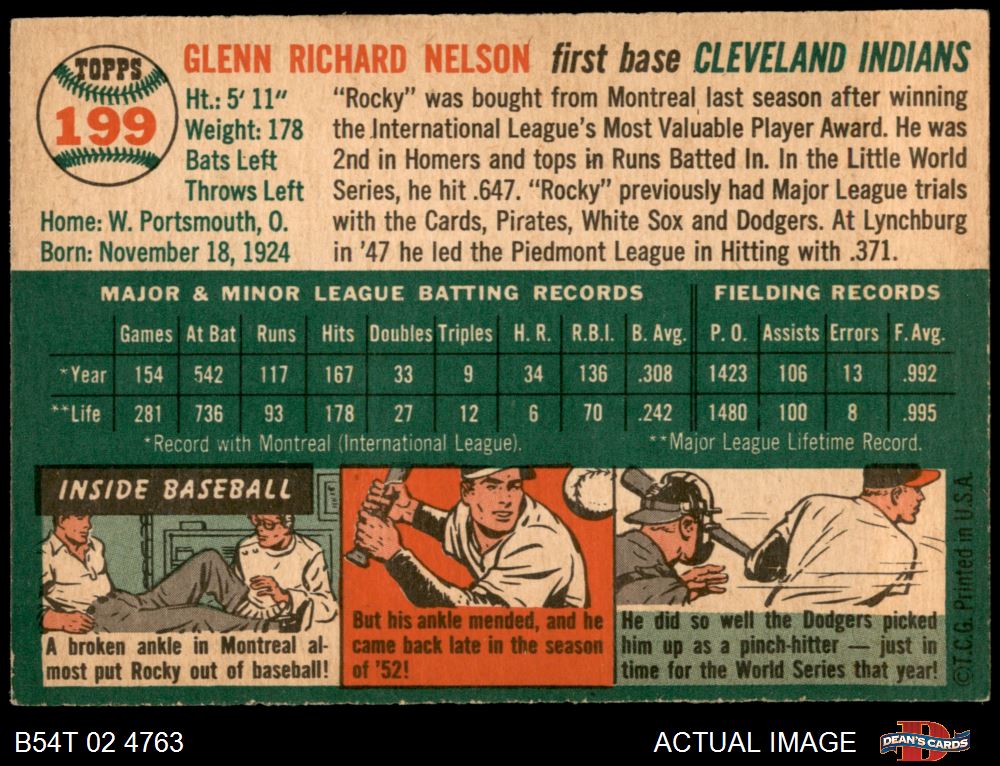 TOPPS
199
GLENN RICHARD NELSON first base CLEVELAND INDIANS
Ht.: 5' 11"
Weight: 178
Bats Left
Throws Left
Home: W. Portsmouth, O.
Born: November 18, 1924
"Rocky" was bought from Montreal last season after winning
the International League's Most Valuable Player Award. He was
2nd in Homers and tops in Runs Batted In. In the Little World
Series, he hit .647. "Rocky" previously had Major League trials
with the Cards, Pirates, White Sox and Dodgers. At Lynchburg
in '47 he led the Piedmont League in Hitting with .371.
MAJOR & MINOR LEAGUE BATTING RECORDS FIELDING RECORDS
Games At Bat Runs Hits Doubles Triples H. R. R.B.I. B. Avg. P. O. Assists Errors F. Avg.
*Year 154 542 117 167 33 9 34 136 .308 1423 106 13 .992
**Life 281 736 93 178 27 12 6 70 .242 1480 100 8 .995
*Record with Montreal (International League). **Major League Lifetime Record.
INSIDE BASEBALL
A broken ankle in Montreal al-
most put Rocky out of baseball!
But his ankle mended, and he
came back late in the season
of '52!
He did so well the Dodgers picked
him up as a pinch-hitter — just in
time for the World Series that year!
©T.C.G. Printed in U.S.A.
B54T 02 4763
ACTUAL IMAGE
D
DEAN'S CARDS